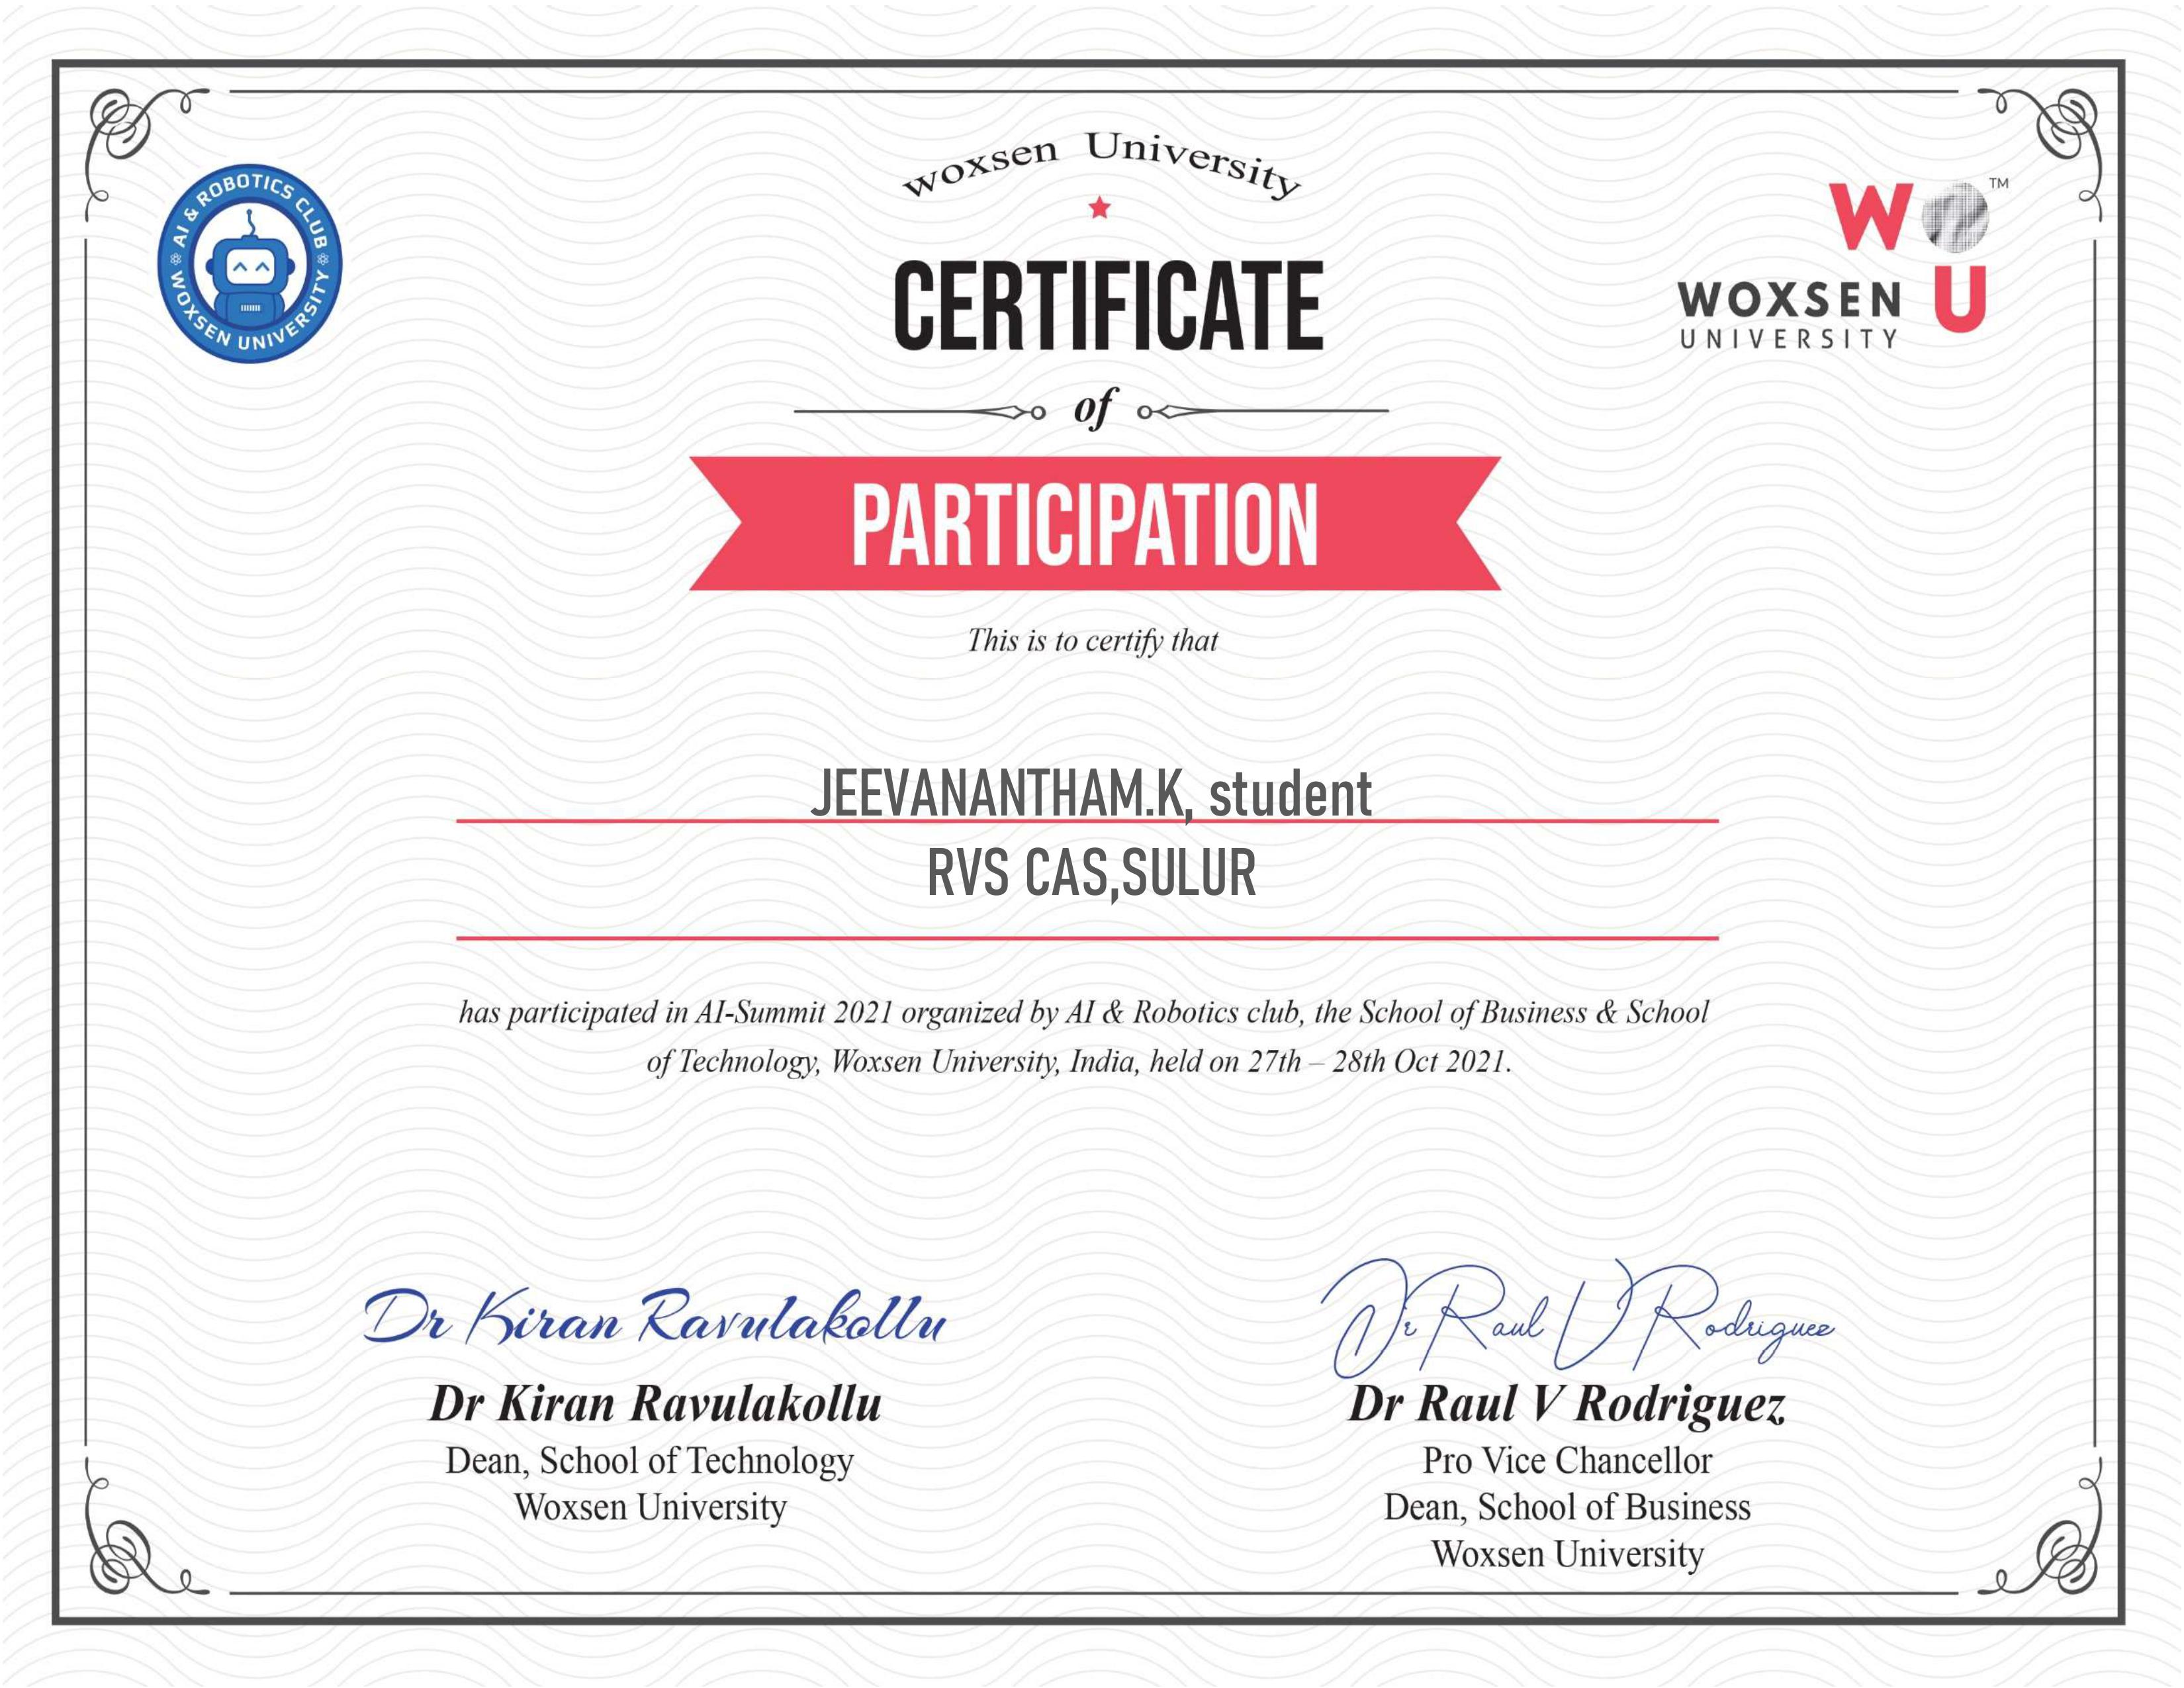 woxsen University
AI & ROBOTICS CLUB
WOXSEN UNIVERSITY
W TM
WOXSEN U
UNIVERSITY
CERTIFICATE
of
PARTICIPATION
This is to certify that
JEEVANANTHAM.K, student
RVS CAS,SULUR
has participated in AI-Summit 2021 organized by AI & Robotics club, the School of Business & School
of Technology, Woxsen University, India, held on 27th – 28th Oct 2021.
Dr Kiran Ravulakollu
Dr Kiran Ravulakollu
Dean, School of Technology
Woxsen University
Dr Raul V Rodriguez
Dr Raul V Rodriguez
Pro Vice Chancellor
Dean, School of Business
Woxsen University